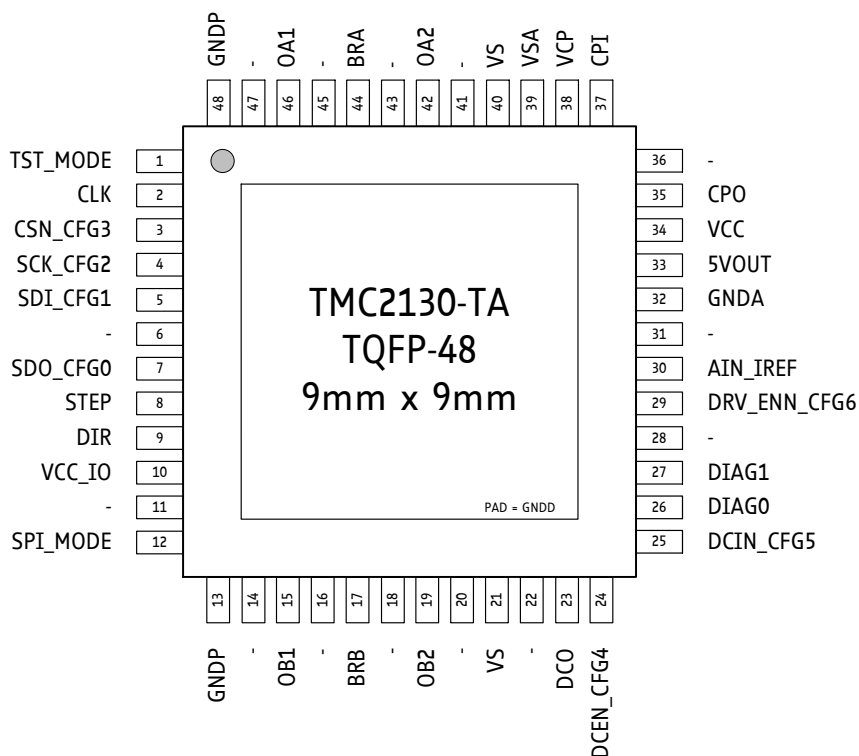 GNDP - OA1 - BRA - OA2 - VS VSA VCP CPI
48 47 46 45 44 43 42 41 40 39 38 37
TST_MODE 1 36 -
CLK 2 35 CPO
CSN_CFG3 3 34 VCC
SCK_CFG2 4 33 5VOUT
SDI_CFG1 5 32 GNDA
- 6 31 -
SDO_CFG0 7 30 AIN_IREF
STEP 8 29 DRV_ENN_CFG6
DIR 9 28 -
VCC_IO 10 27 DIAG1
- 11 26 DIAG0
SPI_MODE 12 25 DCIN_CFG5
TMC2130-TA
TQFP-48
9mm x 9mm
PAD = GNDD
13 14 15 16 17 18 19 20 21 22 23 24
GNDP - OB1 - BRB - OB2 - VS - DCO DCEN_CFG4